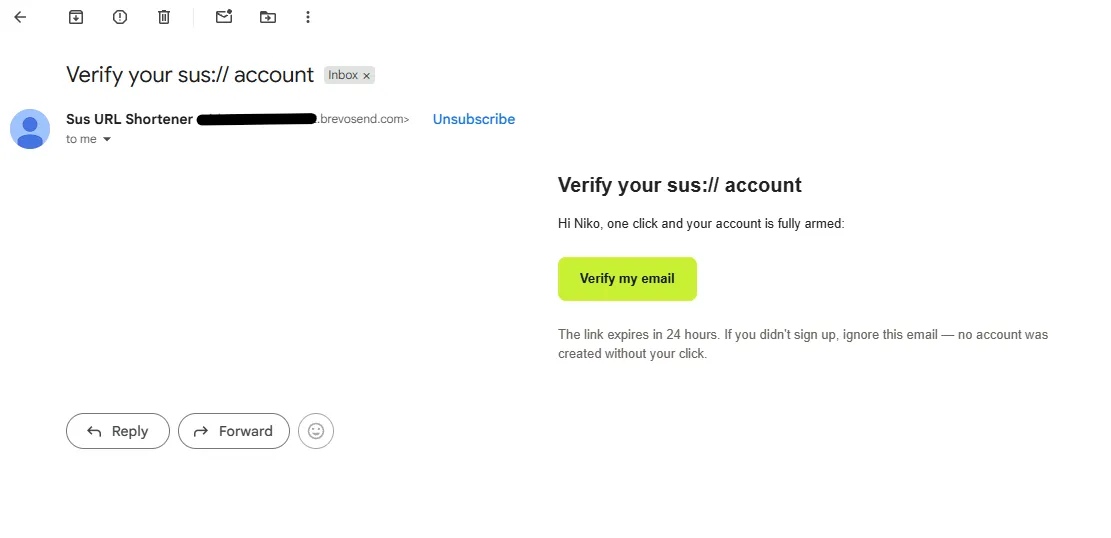 Verify your sus:// account
Inbox ×
Sus URL Shortener .brevosend.com> Unsubscribe
to me
Verify your sus:// account
Hi Niko, one click and your account is fully armed:
Verify my email
The link expires in 24 hours. If you didn't sign up, ignore this email — no account was
created without your click.
Reply
Forward